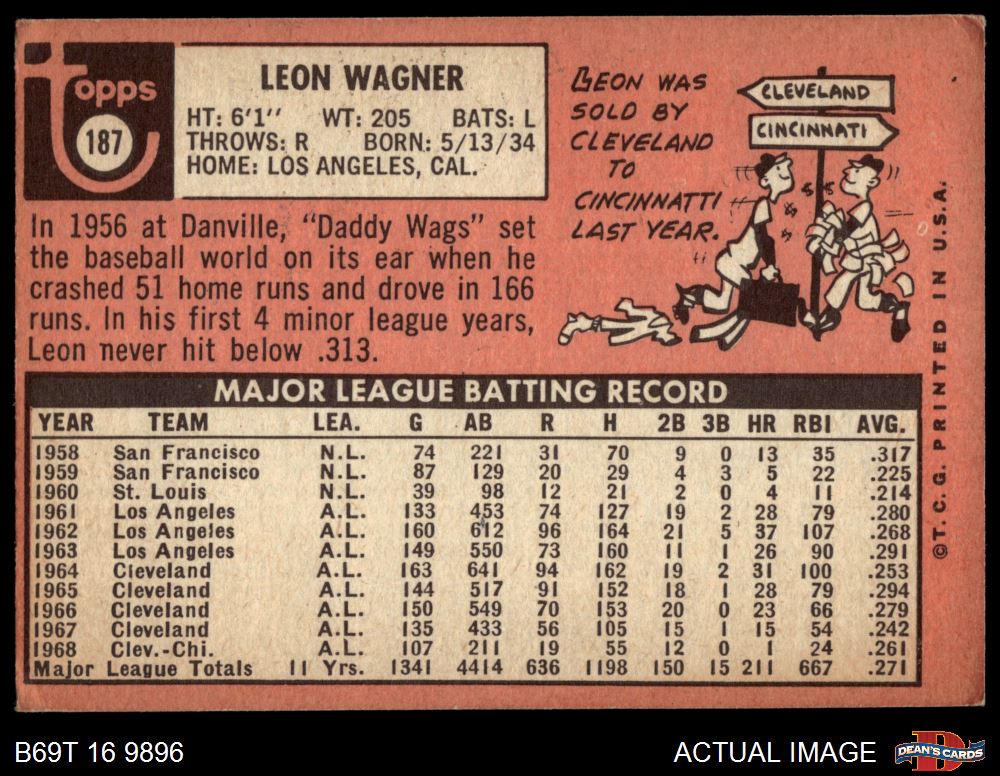 topps
187
LEON WAGNER
HT: 6'1'' WT: 205 BATS: L
THROWS: R BORN: 5/13/34
HOME: LOS ANGELES, CAL.
In 1956 at Danville, "Daddy Wags" set
the baseball world on its ear when he
crashed 51 home runs and drove in 166
runs. In his first 4 minor league years,
Leon never hit below .313.
LEON WAS
SOLD BY
CLEVELAND
TO
CINCINNATTI
LAST YEAR.
CLEVELAND
CINCINNATI
$ $
$
$
MAJOR LEAGUE BATTING RECORD
YEAR TEAM LEA. G AB R H 2B 3B HR RBI AVG.
1958 San Francisco N.L. 74 221 31 70 9 0 13 35 .317
1959 San Francisco N.L. 87 129 20 29 4 3 5 22 .225
1960 St. Louis N.L. 39 98 12 21 2 0 4 11 .214
1961 Los Angeles A.L. 133 453 74 127 19 2 28 79 .280
1962 Los Angeles A.L. 160 612 96 164 21 5 37 107 .268
1963 Los Angeles A.L. 149 550 73 160 11 1 26 90 .291
1964 Cleveland A.L. 163 641 94 162 19 2 31 100 .253
1965 Cleveland A.L. 144 517 91 152 18 1 28 79 .294
1966 Cleveland A.L. 150 549 70 153 20 0 23 66 .279
1967 Cleveland A.L. 135 433 56 105 15 1 15 54 .242
1968 Clev.-Chi. A.L. 107 211 19 55 12 0 1 24 .261
Major League Totals 11 Yrs. 1341 4414 636 1198 150 15 211 667 .271
©T.C.G. PRINTED IN U.S.A.
B69T 16 9896
ACTUAL IMAGE
DEAN'S CARDS